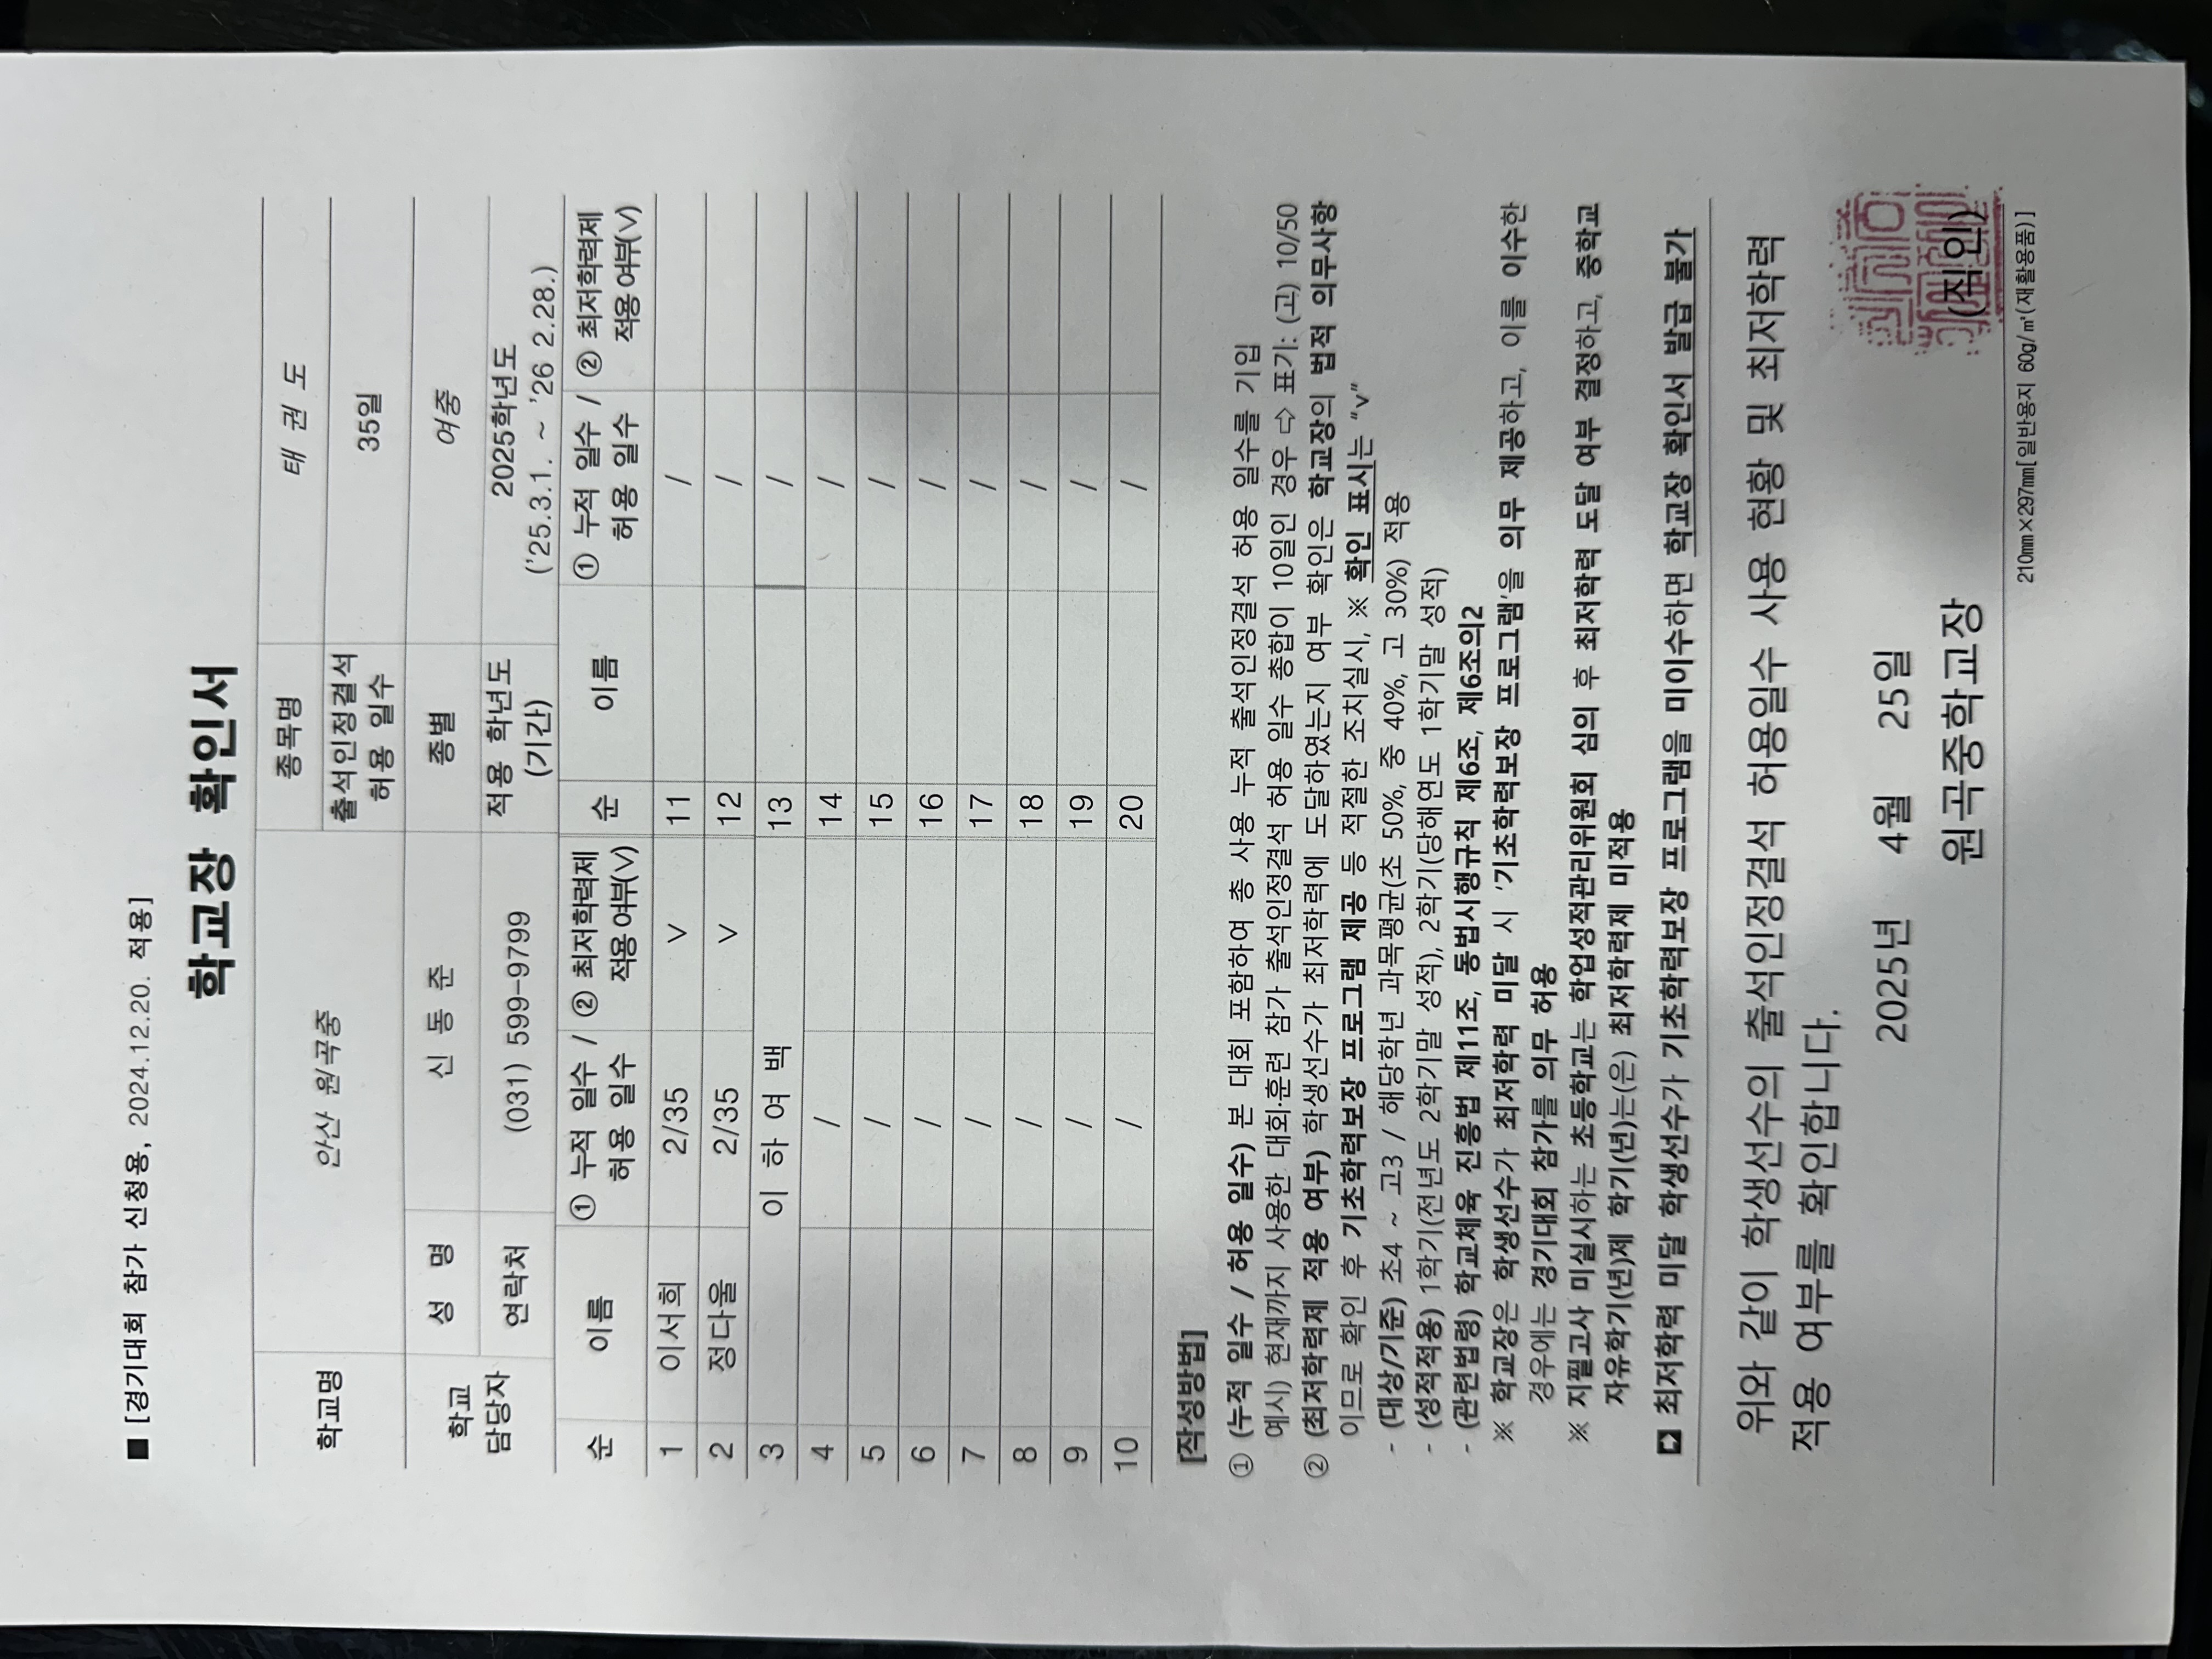 ■ [경기대회 참가 신청용, 2024.12.20. 적용]
학교장 확인서
학교명 안산 원곡중 종목명 태 권 도
출석인정결석 허용 일수 35일
학교 담당자 성 명 신 동 준 종별 여중
연락처 (031) 599-9799 적용 학년도 (기간) 2025학년도 ('25.3.1. ~ '26 2.28.)
순 이름 ① 누적 일수 / 허용 일수 ② 최저학력제 적용여부(∨) 순 이름 ① 누적 일수 / 허용 일수 ② 최저학력제 적용여부(∨)
1 이서희 2/35 ∨ 11 /
2 정다울 2/35 ∨ 12 /
3 이 하 여 백 13 /
4 / 14 /
5 / 15 /
6 / 16 /
7 / 17 /
8 / 18 /
9 / 19 /
10 / 20 /
[작성방법]
① (누적 일수 / 허용 일수) 본 대회 포함하여 총 사용 누적 출석인정결석 허용 일수를 기입
예시) 현재까지 사용한 대회·훈련 참가 출석인정결석 허용 일수 총합이 10일인 경우 ⇨ 표기: (고) 10/50
② (최저학력제 적용 여부) 학생선수가 최저학력에 도달하였는지 여부 확인은 학교장의 법적 의무사항
이므로 확인 후 기초학력보장 프로그램 제공 등 적절한 조치실시, ※ 확인 표시는 "∨"
- (대상/기준) 초4 ~ 고3 / 해당학년 과목평균(초 50%, 중 40%, 고 30%) 적용
- (성적적용) 1학기(전년도 2학기말 성적), 2학기(당해연도 1학기말 성적)
- (관련법령) 학교체육 진흥법 제11조, 동법시행규칙 제6조, 제6조의2
※ 학교장은 학생선수가 최저학력 미달 시 '기초학력보장 프로그램'을 의무 제공하고, 이를 이수한
경우에는 경기대회 참가를 의무 허용
※ 지필고사 미실시하는 초등학교는 학업성적관리위원회 심의 후 최저학력 도달 여부 결정하고, 중학교
자유학기(년)제 학기(년)는(은) 최저학력제 미적용
최저학력 미달 학생선수가 기초학력보장 프로그램을 미이수하면 학교장 확인서 발급 불가
위와 같이 학생선수의 출석인정결석 허용일수 사용 현황 및 최저학력
적용 여부를 확인합니다.
2025년 4월 25일
원곡중학교장 (직인)
210mm×297mm[일반용지 60g/㎡(재활용품)]